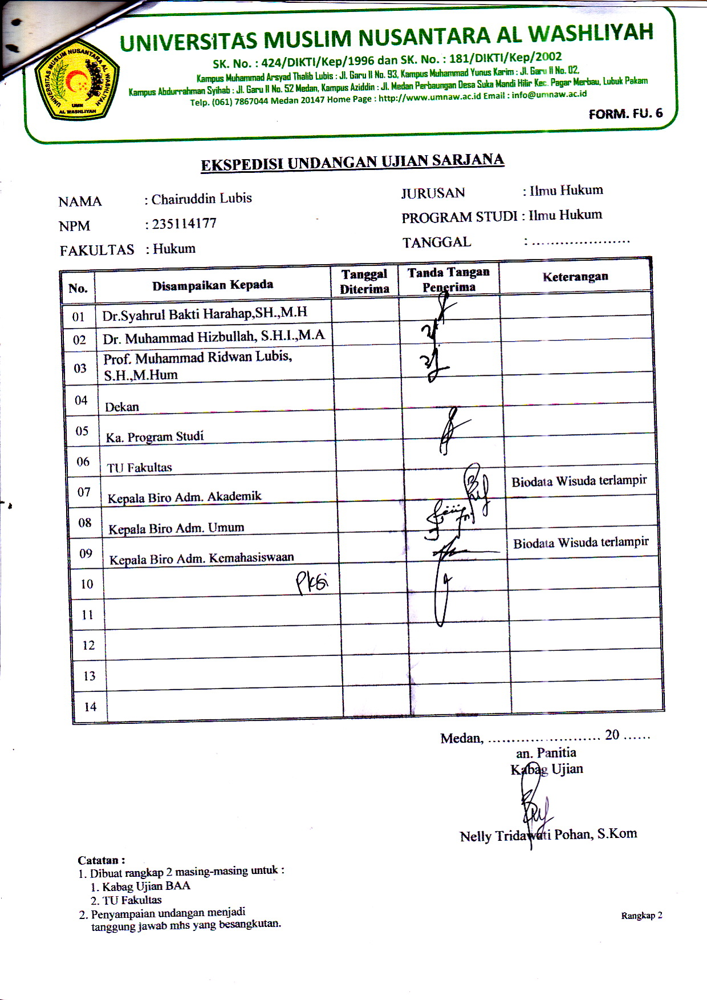 UNIVERSITAS MUSLIM NUSANTARA AL WASHLIYAH
SK. No. : 424/DIKTI/Kep/1996 dan SK. No. : 181/DIKTI/Kep/2002
Kampus Muhammad Arsyad Thalib Lubis : Jl. Garu II No. 93, Kampus Muhammad Yunus Karim : Jl. Garu II No. 02,
Kampus Abdurrahman Syihab : Jl. Garu II No. 52 Medan, Kampus Aziddin : Jl. Medan Perbaungan Desa Suka Mandi Hilir Kec. Pagar Merbau, Lubuk Pakam
Telp. (061) 7867044 Medan 20147 Home Page : http://www.umnaw.ac.id Email : info@umnaw.ac.id
UNIVERSITAS MUSLIM NUSANTARA AL WASHLIYAH
UMN
AL WASHLIYAH
FORM. FU. 6
EKSPEDISI UNDANGAN UJIAN SARJANA
NAMA : Chairuddin Lubis JURUSAN : Ilmu Hukum
NPM : 235114177 PROGRAM STUDI : Ilmu Hukum
FAKULTAS : Hukum TANGGAL : .....................
No. Disampaikan Kepada Tanggal Diterima Tanda Tangan Penerima Keterangan
01 Dr.Syahrul Bakti Harahap,SH.,M.H
02 Dr. Muhammad Hizbullah, S.H.I.,M.A
03 Prof. Muhammad Ridwan Lubis,
S.H.,M.Hum
04 Dekan
05 Ka. Program Studi
06 TU Fakultas
07 Kepala Biro Adm. Akademik Biodata Wisuda terlampir
08 Kepala Biro Adm. Umum
09 Kepala Biro Adm. Kemahasiswaan Biodata Wisuda terlampir
10
11
12
13
14
Medan, ........................ 20 ......
an. Panitia
Kabag Ujian
Nelly Tridawati Pohan, S.Kom
Catatan :
1. Dibuat rangkap 2 masing-masing untuk :
1. Kabag Ujian BAA
2. TU Fakultas
2. Penyampaian undangan menjadi
tanggung jawab mhs yang besangkutan.
Rangkap 2